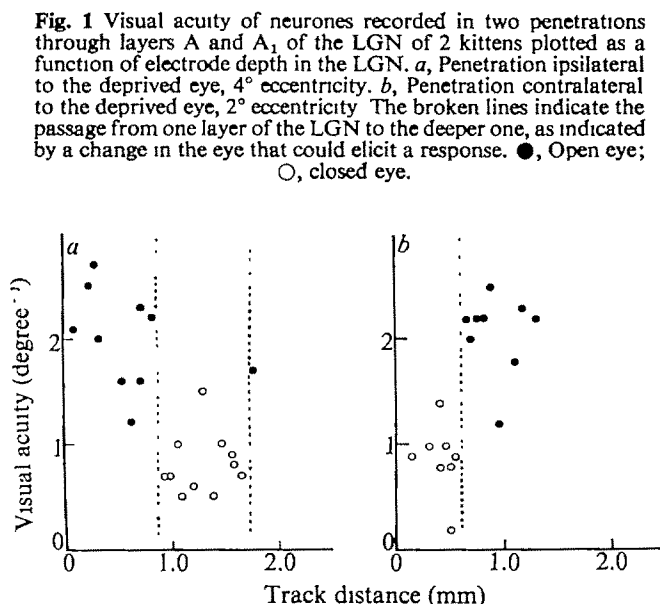 Fig. 1 Visual acuity of neurones recorded in two penetrations
through layers A and A₁ of the LGN of 2 kittens plotted as a
function of electrode depth in the LGN. a, Penetration ipsilateral
to the deprived eye, 4° eccentricity. b, Penetration contralateral
to the deprived eye, 2° eccentricity The broken lines indicate the
passage from one layer of the LGN to the deeper one, as indicated
by a change in the eye that could elicit a response. ●, Open eye;
○, closed eye.
a
b
Visual acuity (degree⁻¹)
2
1
0
2
1
0
0 1.0 2.0
0 1.0 2.0
Track distance (mm)